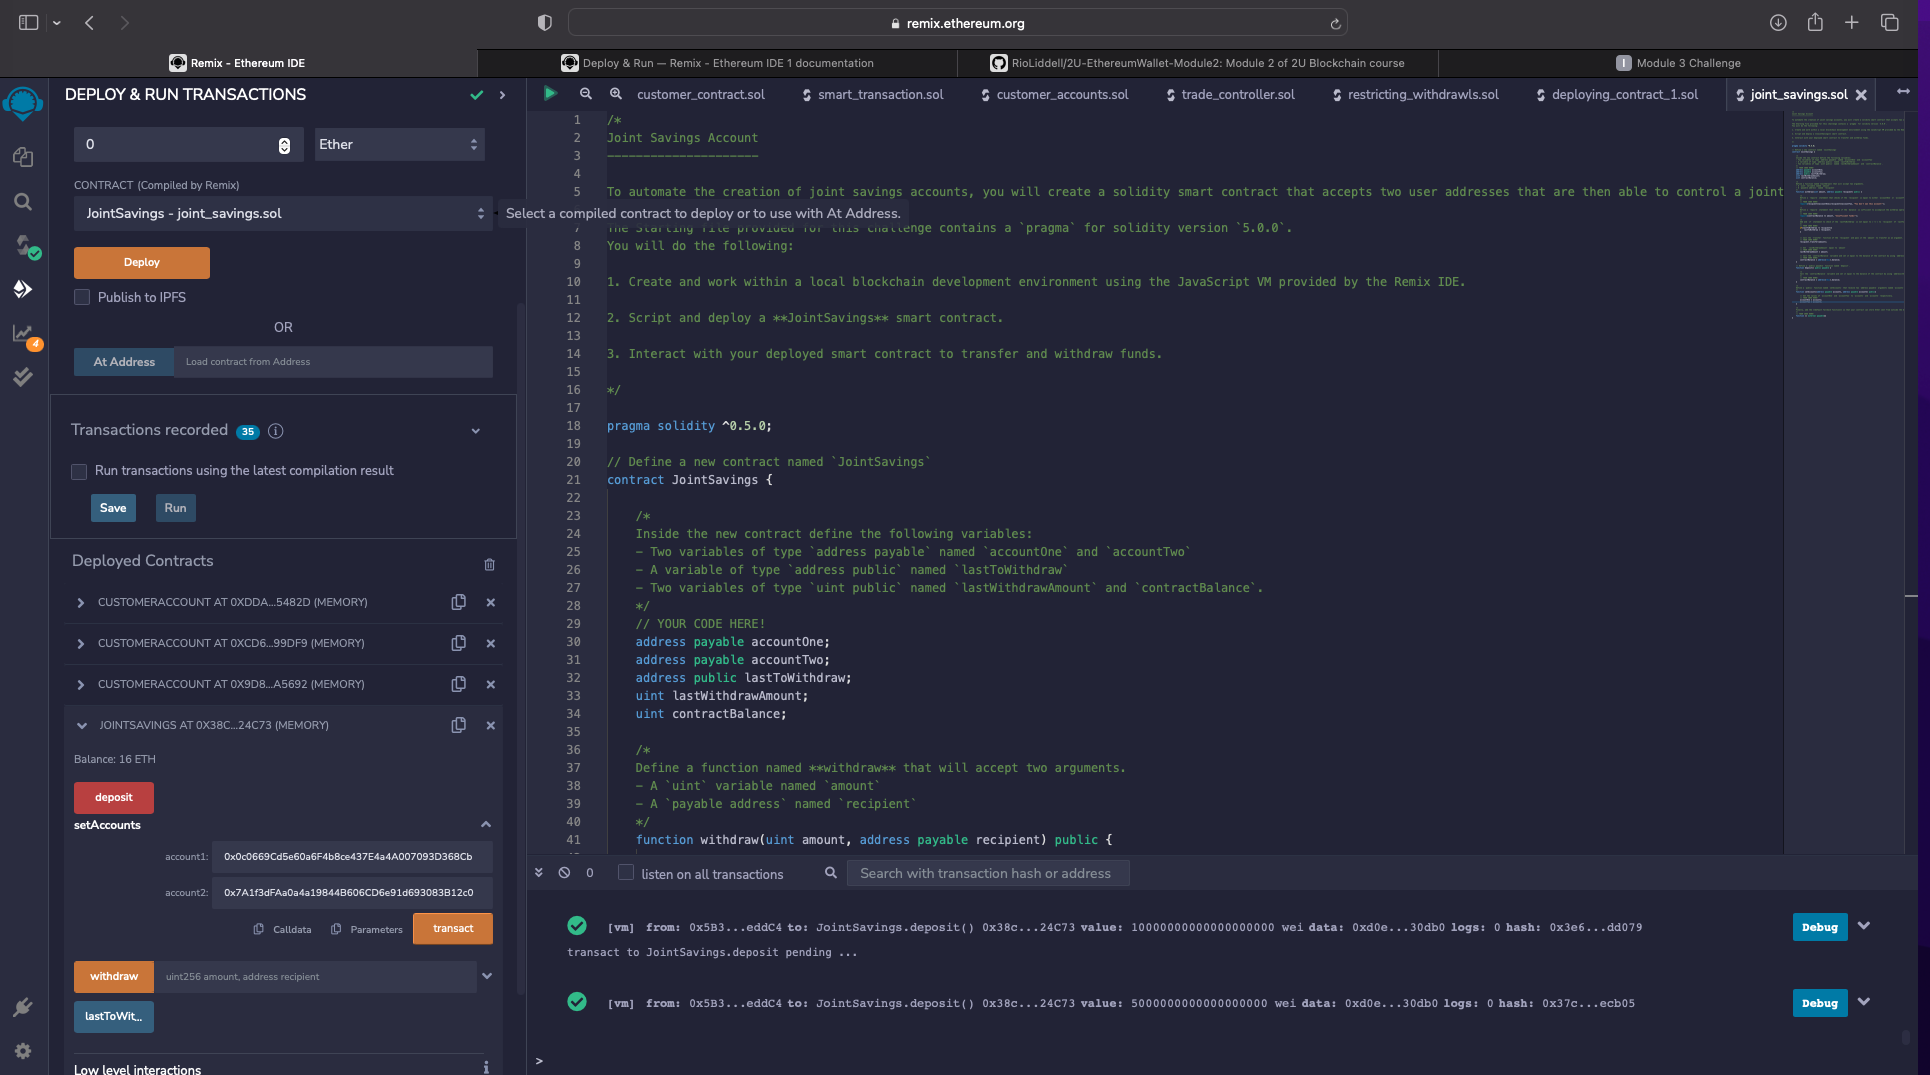 remix.ethereum.org
Remix - Ethereum IDE
Deploy & Run — Remix - Ethereum IDE 1 documentation
RioLiddell/2U-EthereumWallet-Module2: Module 2 of 2U Blockchain course
I Module 3 Challenge
DEPLOY & RUN TRANSACTIONS
0
Ether
CONTRACT (Compiled by Remix)
JointSavings - joint_savings.sol
Select a compiled contract to deploy or to use with At Address.
Deploy
Publish to IPFS
OR
At Address
Load contract from Address
4
Transactions recorded 35 i
Run transactions using the latest compilation result
Save
Run
Deployed Contracts
CUSTOMERACCOUNT AT 0XDDA...5482D (MEMORY)
CUSTOMERACCOUNT AT 0XCD6...99DF9 (MEMORY)
CUSTOMERACCOUNT AT 0X9D8...A5692 (MEMORY)
JOINTSAVINGS AT 0X38C...24C73 (MEMORY)
Balance: 16 ETH
deposit
setAccounts
account1: 0x0c0669Cd5e60a6F4b8ce437E4a4A007093D368Cb
account2: 0x7A1f3dFAa0a4a19844B606CD6e91d693083B12c0
Calldata
Parameters
transact
withdraw
uint256 amount, address recipient
lastToWit...
Low level interactions
i
customer_contract.sol
smart_transaction.sol
customer_accounts.sol
trade_controller.sol
restricting_withdrawls.sol
deploying_contract_1.sol
joint_savings.sol
1 /*
2 Joint Savings Account
3 ---------------------
4
5 To automate the creation of joint savings accounts, you will create a solidity smart contract that accepts two user addresses that are then able to control a joint
7 The Starting file provided for this challenge contains a `pragma` for solidity version `5.0.0`.
8 You will do the following:
9
10 1. Create and work within a local blockchain development environment using the JavaScript VM provided by the Remix IDE.
11
12 2. Script and deploy a **JointSavings** smart contract.
13
14 3. Interact with your deployed smart contract to transfer and withdraw funds.
15
16 */
17
18 pragma solidity ^0.5.0;
19
20 // Define a new contract named `JointSavings`
21 contract JointSavings {
22
23 /*
24 Inside the new contract define the following variables:
25 - Two variables of type `address payable` named `accountOne` and `accountTwo`
26 - A variable of type `address public` named `lastToWithdraw`
27 - Two variables of type `uint public` named `lastWithdrawAmount` and `contractBalance`.
28 */
29 // YOUR CODE HERE!
30 address payable accountOne;
31 address payable accountTwo;
32 address public lastToWithdraw;
33 uint lastWithdrawAmount;
34 uint contractBalance;
35
36 /*
37 Define a function named **withdraw** that will accept two arguments.
38 - A `uint` variable named `amount`
39 - A `payable address` named `recipient`
40 */
41 function withdraw(uint amount, address payable recipient) public {
0
listen on all transactions
Search with transaction hash or address
[vm] from: 0x5B3...eddC4 to: JointSavings.deposit() 0x38c...24C73 value: 10000000000000000000 wei data: 0xd0e...30db0 logs: 0 hash: 0x3e6...dd079
Debug
transact to JointSavings.deposit pending ...
[vm] from: 0x5B3...eddC4 to: JointSavings.deposit() 0x38c...24C73 value: 5000000000000000000 wei data: 0xd0e...30db0 logs: 0 hash: 0x37c...ecb05
Debug
>